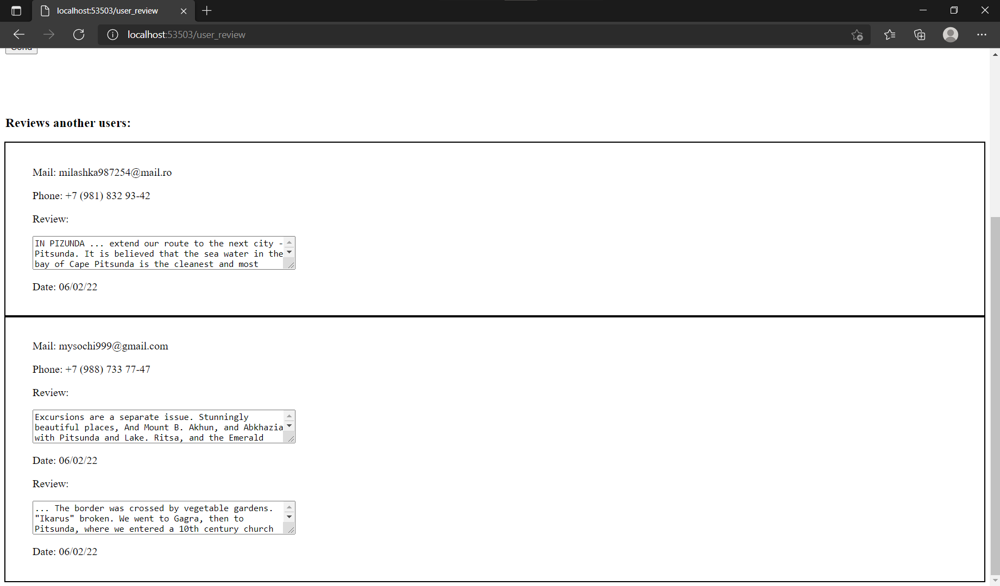 localhost:53503/user_review
localhost:53503/user_review
Send
Reviews another users:
Mail: milashka987254@mail.ro
Phone: +7 (981) 832 93-42
Review:
IN PIZUNDA ... extend our route to the next city -
Pitsunda. It is believed that the sea water in the
bay of Cape Pitsunda is the cleanest and most
Date: 06/02/22
Mail: mysochi999@gmail.com
Phone: +7 (988) 733 77-47
Review:
Excursions are a separate issue. Stunningly
beautiful places, And Mount B. Akhun, and Abkhazia
with Pitsunda and Lake. Ritsa, and the Emerald
Date: 06/02/22
Review:
... The border was crossed by vegetable gardens.
"Ikarus" broken. We went to Gagra, then to
Pitsunda, where we entered a 10th century church
Date: 06/02/22